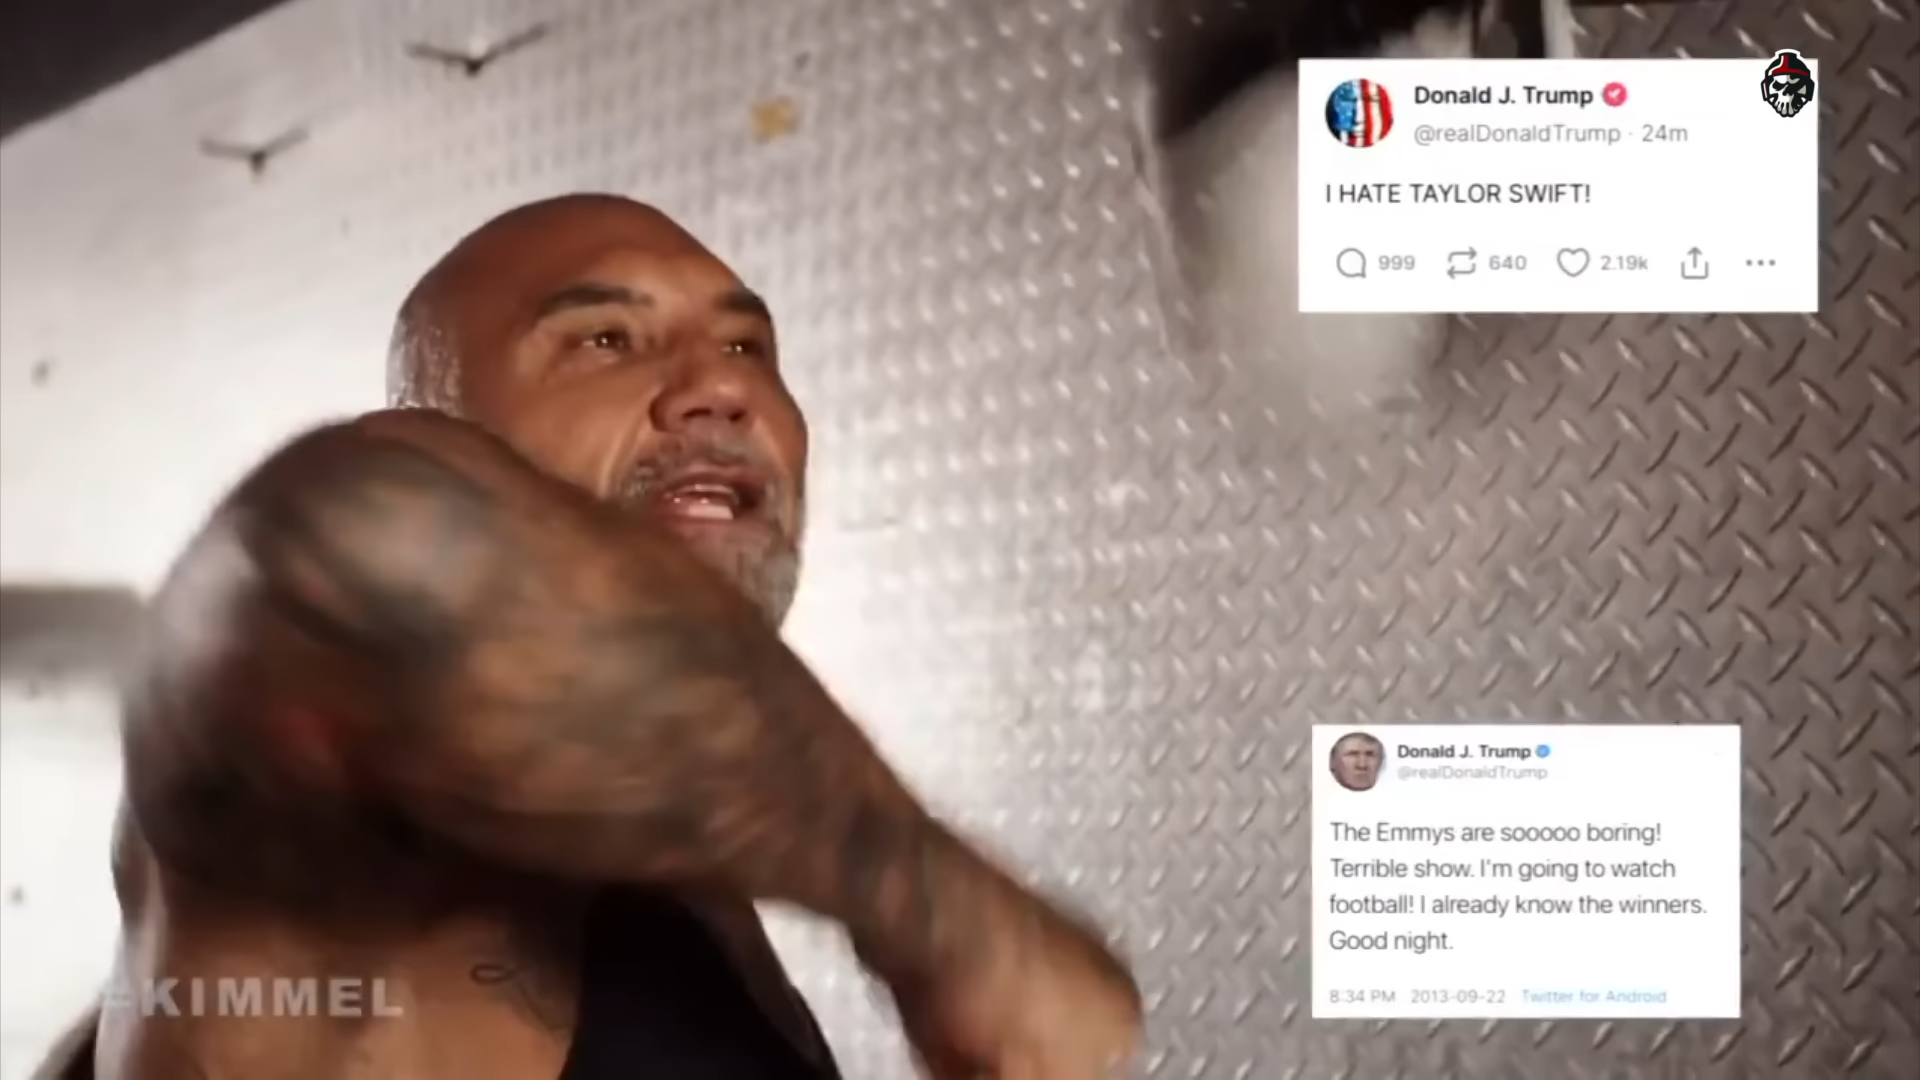 Donald J. Trump
@realDonaldTrump · 24m
I HATE TAYLOR SWIFT!
999 640 2.19k
Donald J. Trump
@realDonaldTrump
The Emmys are sooooo boring!
Terrible show. I'm going to watch
football! I already know the winners.
Good night.
8:34 PM 2013-09-22 Twitter for Android
#KIMMEL